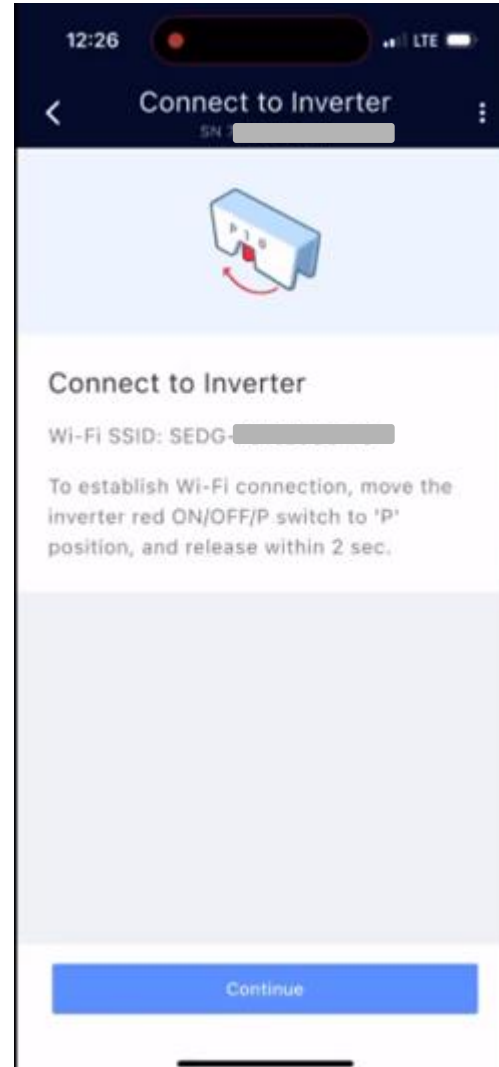 12:26
LTE
Connect to Inverter
SN
P 1 0
Connect to Inverter
Wi-Fi SSID: SEDG-
To establish Wi-Fi connection, move the
inverter red ON/OFF/P switch to 'P'
position, and release within 2 sec.
Continue